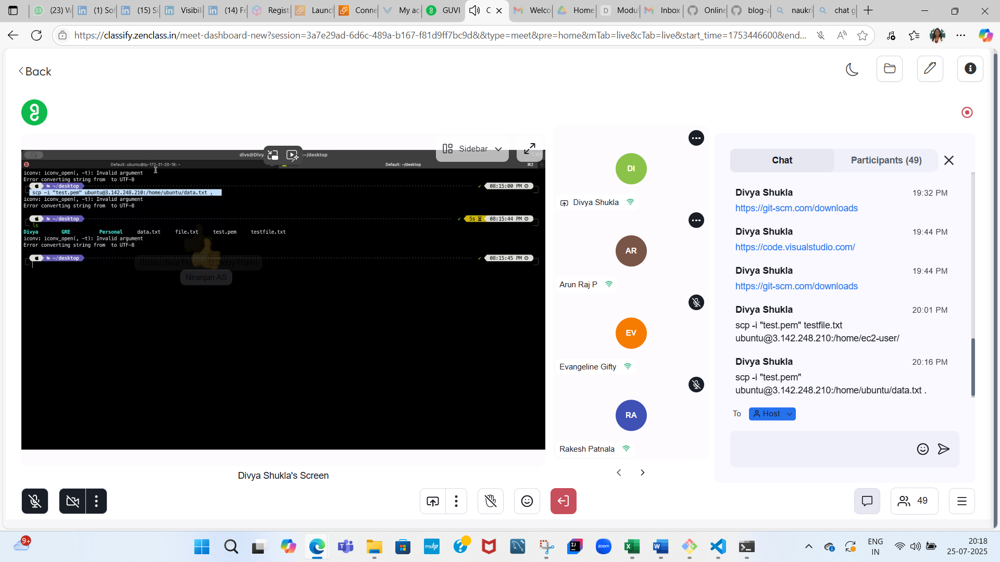 (23) W
(1) Sof
(15) Si
Visibili
(14) Fe
Regist
Launc
Conne
My ac
GUVI
C
Welco
Home
Modu
Inbox
Online
blog-a
naukri
chat g
https://classify.zenclass.in/meet-dashboard-new?session=3a7e29ad-6d6c-489a-b167-f81d9ff7bc9d&&type=meet&pre=home&mTab=live&cTab=live&start_time=1753446600&end...
Back
Sidebar
divs@Divy
:~/desktop
Default: ubuntu@ip-172-31-20-18: ~
Default: ~/desktop
⌘2
iconv: iconv_open(, -t): Invalid argument
Error converting string from  to UTF-8
~/desktop
08:15:00 PM
scp -i "test.pem" ubuntu@3.142.248.210:/home/ubuntu/data.txt .
iconv: iconv_open(, -t): Invalid argument
Error converting string from  to UTF-8
~/desktop
5s
08:15:44 PM
ls
Divya GRE Personal data.txt file.txt test.pem testfile.txt
iconv: iconv_open(, -t): Invalid argument
Error converting string from  to UTF-8
~/desktop
08:15:45 PM
Niranjan AS
Divya Shukla's Screen
DI
Divya Shukla
AR
Arun Raj P
EV
Evangeline Gifty
RA
Rakesh Patnala
Chat
Participants (49)
Divya Shukla 19:32 PM
https://git-scm.com/downloads
Divya Shukla 19:44 PM
https://code.visualstudio.com/
Divya Shukla 19:44 PM
https://git-scm.com/downloads
Divya Shukla 20:01 PM
scp -i "test.pem" testfile.txt
ubuntu@3.142.248.210:/home/ec2-user/
Divya Shukla 20:16 PM
scp -i "test.pem"
ubuntu@3.142.248.210:/home/ubuntu/data.txt .
To Host
49
9+
myhp
zoom
ENG
IN
20:18
25-07-2025